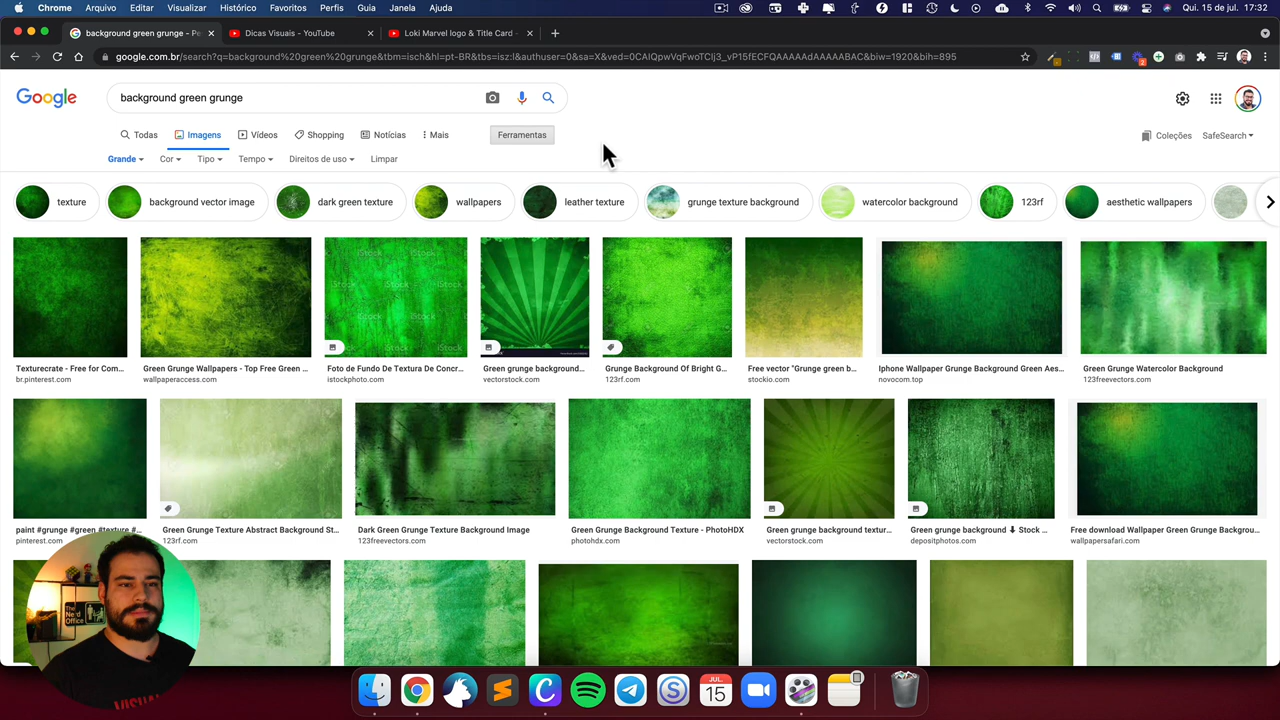 Chrome Arquivo Editar Visualizar Histórico Favoritos Perfis Guia Janela Ajuda Qui. 15 de jul. 17:32
background green grunge - Pe
Dicas Visuais - YouTube
Loki Marvel logo & Title Card -
google.com.br/search?q=background%20green%20grunge&tbm=isch&hl=pt-BR&tbs=isz:l&authuser=0&sa=X&ved=0CAIQpwVqFwoTCIj3_vP15fECFQAAAAAdAAAAABAC&biw=1920&bih=895
Google
background green grunge
Todas Imagens Vídeos Shopping Notícias Mais Ferramentas
Coleções SafeSearch
Grande Cor Tipo Tempo Direitos de uso Limpar
texture
background vector image
dark green texture
wallpapers
leather texture
grunge texture background
watercolor background
123rf
aesthetic wallpapers
iStock
Texturecrate - Free for Com...
br.pinterest.com
Green Grunge Wallpapers - Top Free Green ...
wallpaperaccess.com
Foto de Fundo De Textura De Concr...
istockphoto.com
Green grunge background...
vectorstock.com
Grunge Background Of Bright G...
123rf.com
Free vector "Grunge green b...
stockio.com
Iphone Wallpaper Grunge Background Green Aes...
novocom.top
Green Grunge Watercolor Background
123freevectors.com
paint #grunge #green #texture #...
pinterest.com
Green Grunge Texture Abstract Background St...
123rf.com
Dark Green Grunge Texture Background Image
123freevectors.com
Green Grunge Background Texture - PhotoHDX
photohdx.com
Green grunge background textur...
vectorstock.com
Green grunge background ⬇ Stock ...
depositphotos.com
Free download Wallpaper Green Grunge Backgrou...
wallpapersafari.com
The
Nerd
Office
VISUA
JUL.
15